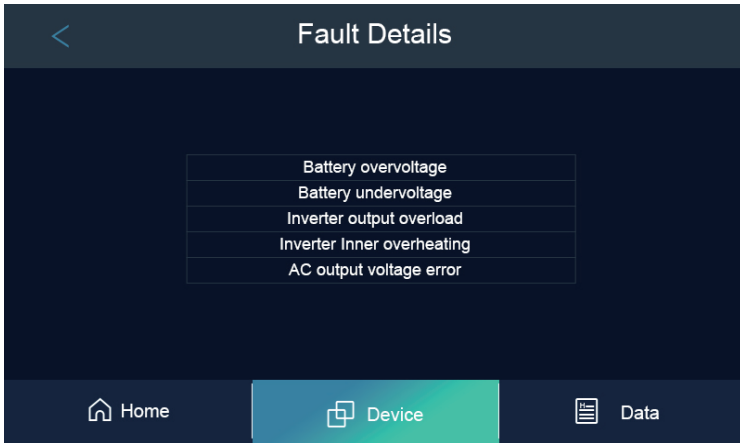 Fault Details
Battery overvoltage
Battery undervoltage
Inverter output overload
Inverter Inner overheating
AC output voltage error
Home
Device
Data